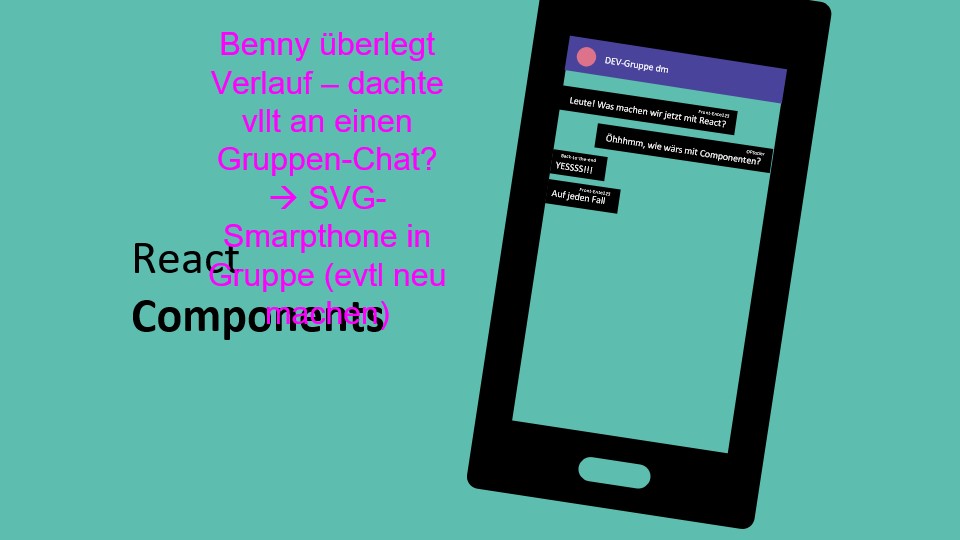 Benny überlegt
Verlauf – dachte
vllt an einen
Gruppen-Chat?
→ SVG-
Smarpthone in
Gruppe (evtl neu
machen)
React
Components
DEV-Gruppe dm
Front-Ente123
Leute! Was machen wir jetzt mit React?
Öhhhmm, wie wärs mit Componenten?
Back-to-the-end
YESSSS!!!
Front-Ente123
Auf jeden Fall